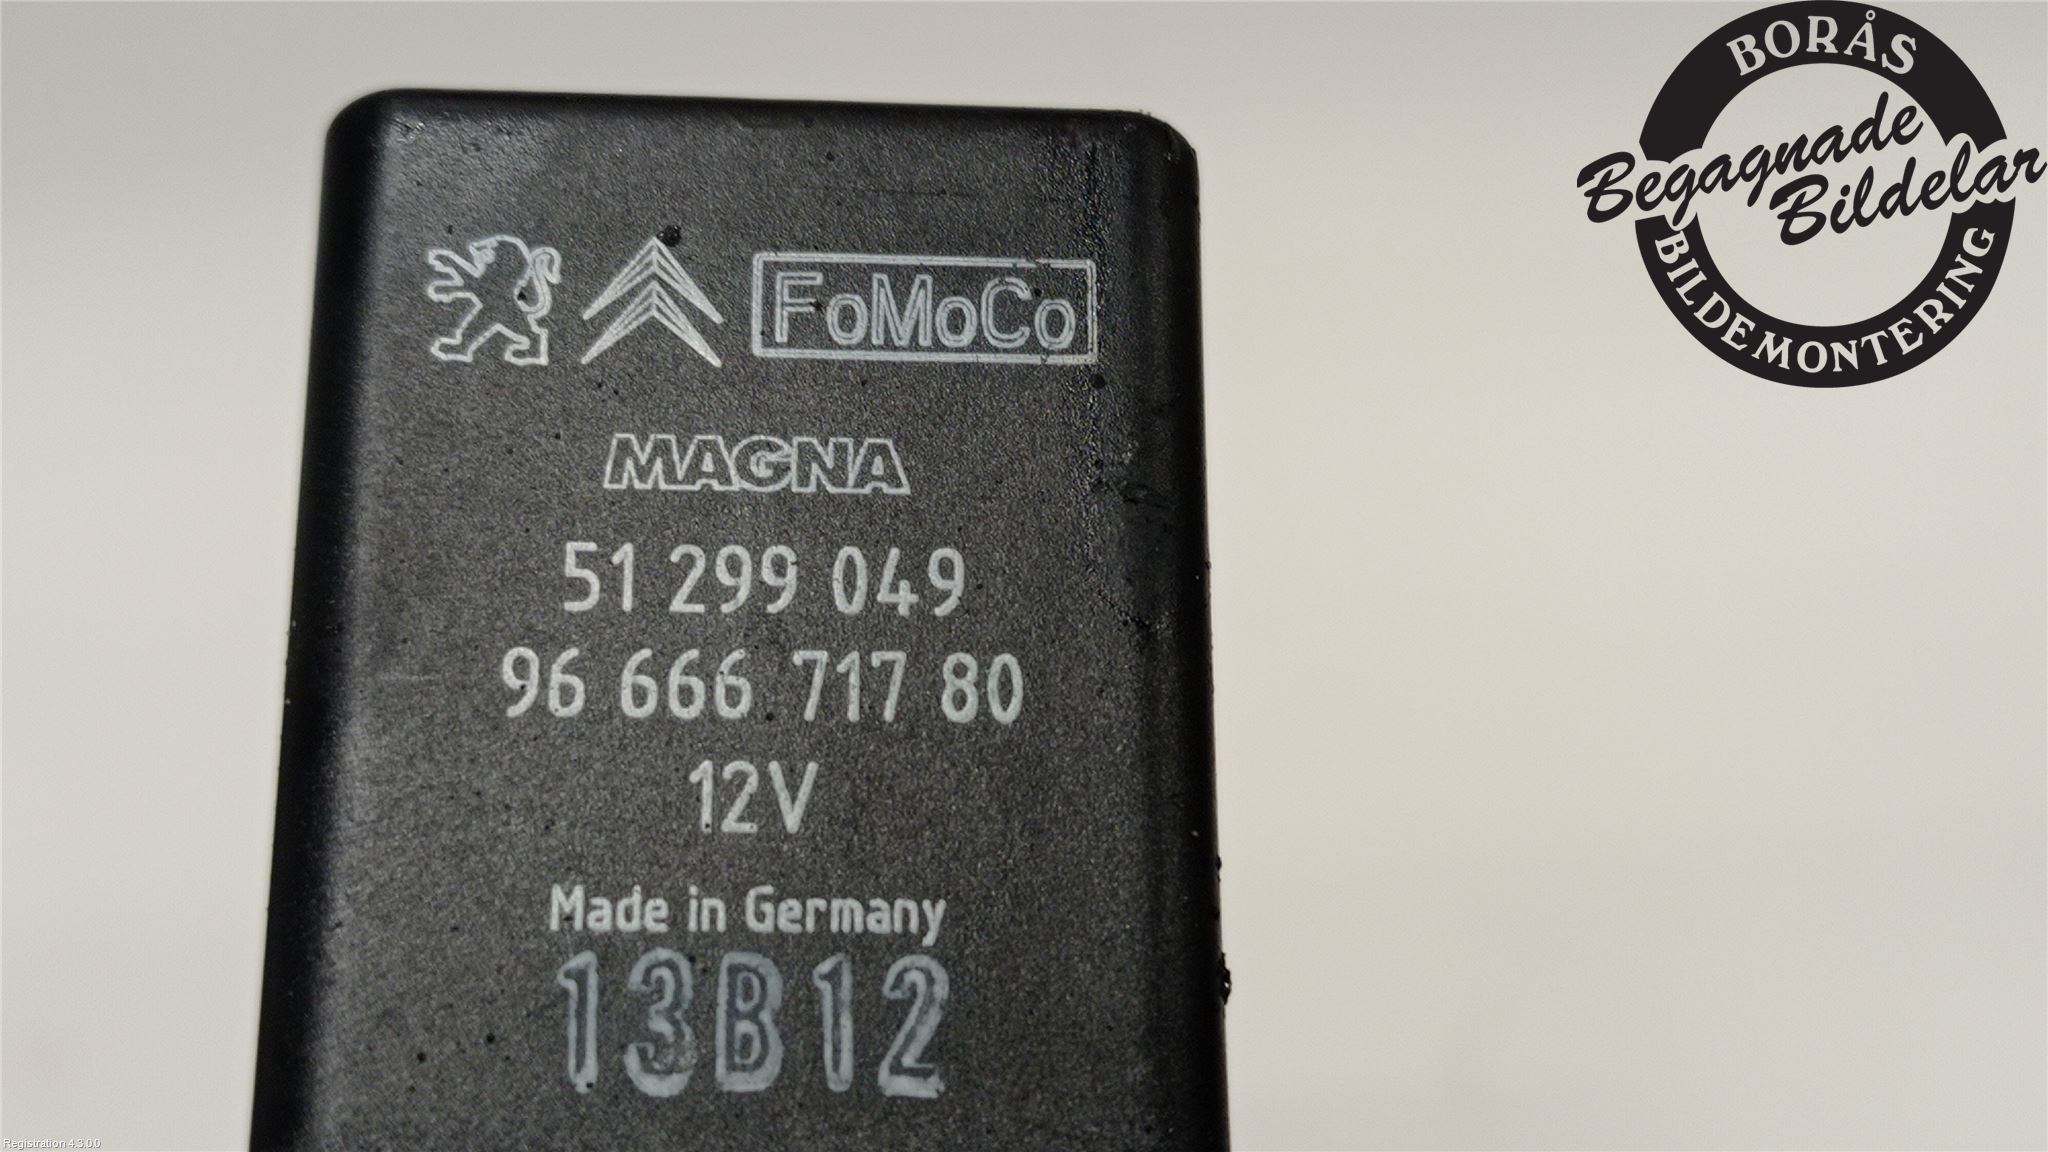 FoMoCo
MAGNA
51 299 049
96 666 717 80
12V
Made in Germany
13B12
BORÅS
Begagnade
Bildelar
BILDEMONTERING
Registration 4.3.0.0